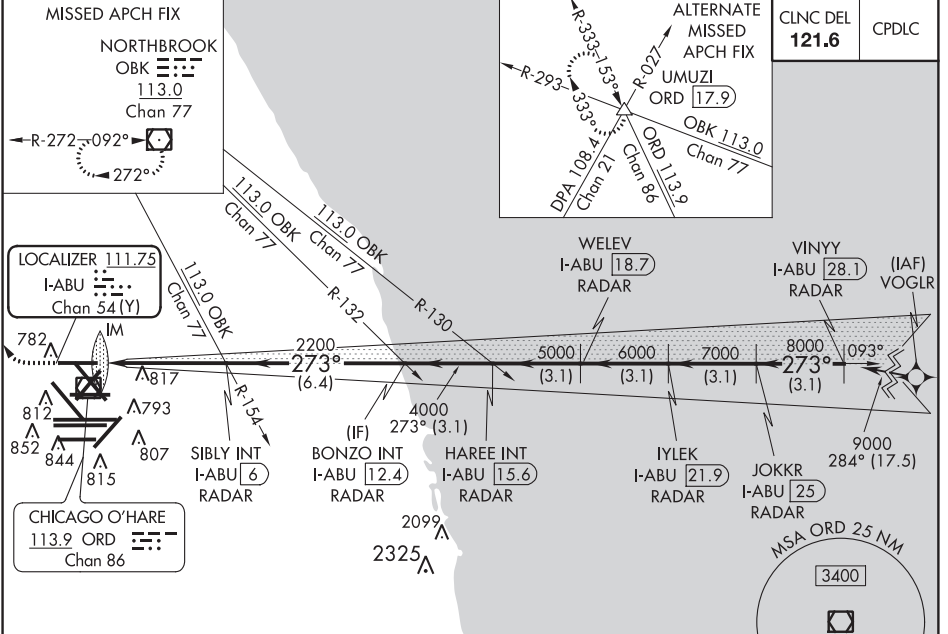 MISSED APCH FIX
NORTHBROOK
OBK
113.0
Chan 77
R-272
092°
272°
ALTERNATE
MISSED
APCH FIX
UMUZI
ORD 17.9
R-333
153°
333°
R-027
R-293
OBK 113.0
Chan 77
ORD 113.9
Chan 86
DPA 108.4
Chan 21
CLNC DEL
121.6
CPDLC
113.0 OBK
Chan 77
113.0 OBK
Chan 77
113.0 OBK
Chan 77
R-132
R-130
R-154
LOCALIZER 111.75
I-ABU
Chan 54 (Y)
IM
WELEV
I-ABU 18.7
RADAR
VINYY
I-ABU 28.1
RADAR
(IAF)
VOGLR
2200
273°
(6.4)
4000
273° (3.1)
5000
(3.1)
6000
(3.1)
7000
(3.1)
8000
273°
(3.1)
093°
9000
284° (17.5)
782
817
812
793
852
844
807
815
SIBLY INT
I-ABU 6
RADAR
(IF)
BONZO INT
I-ABU 12.4
RADAR
HAREE INT
I-ABU 15.6
RADAR
IYLEK
I-ABU 21.9
RADAR
JOKKR
I-ABU 25
RADAR
CHICAGO O'HARE
113.9 ORD
Chan 86
2099
2325
MSA ORD 25 NM
3400